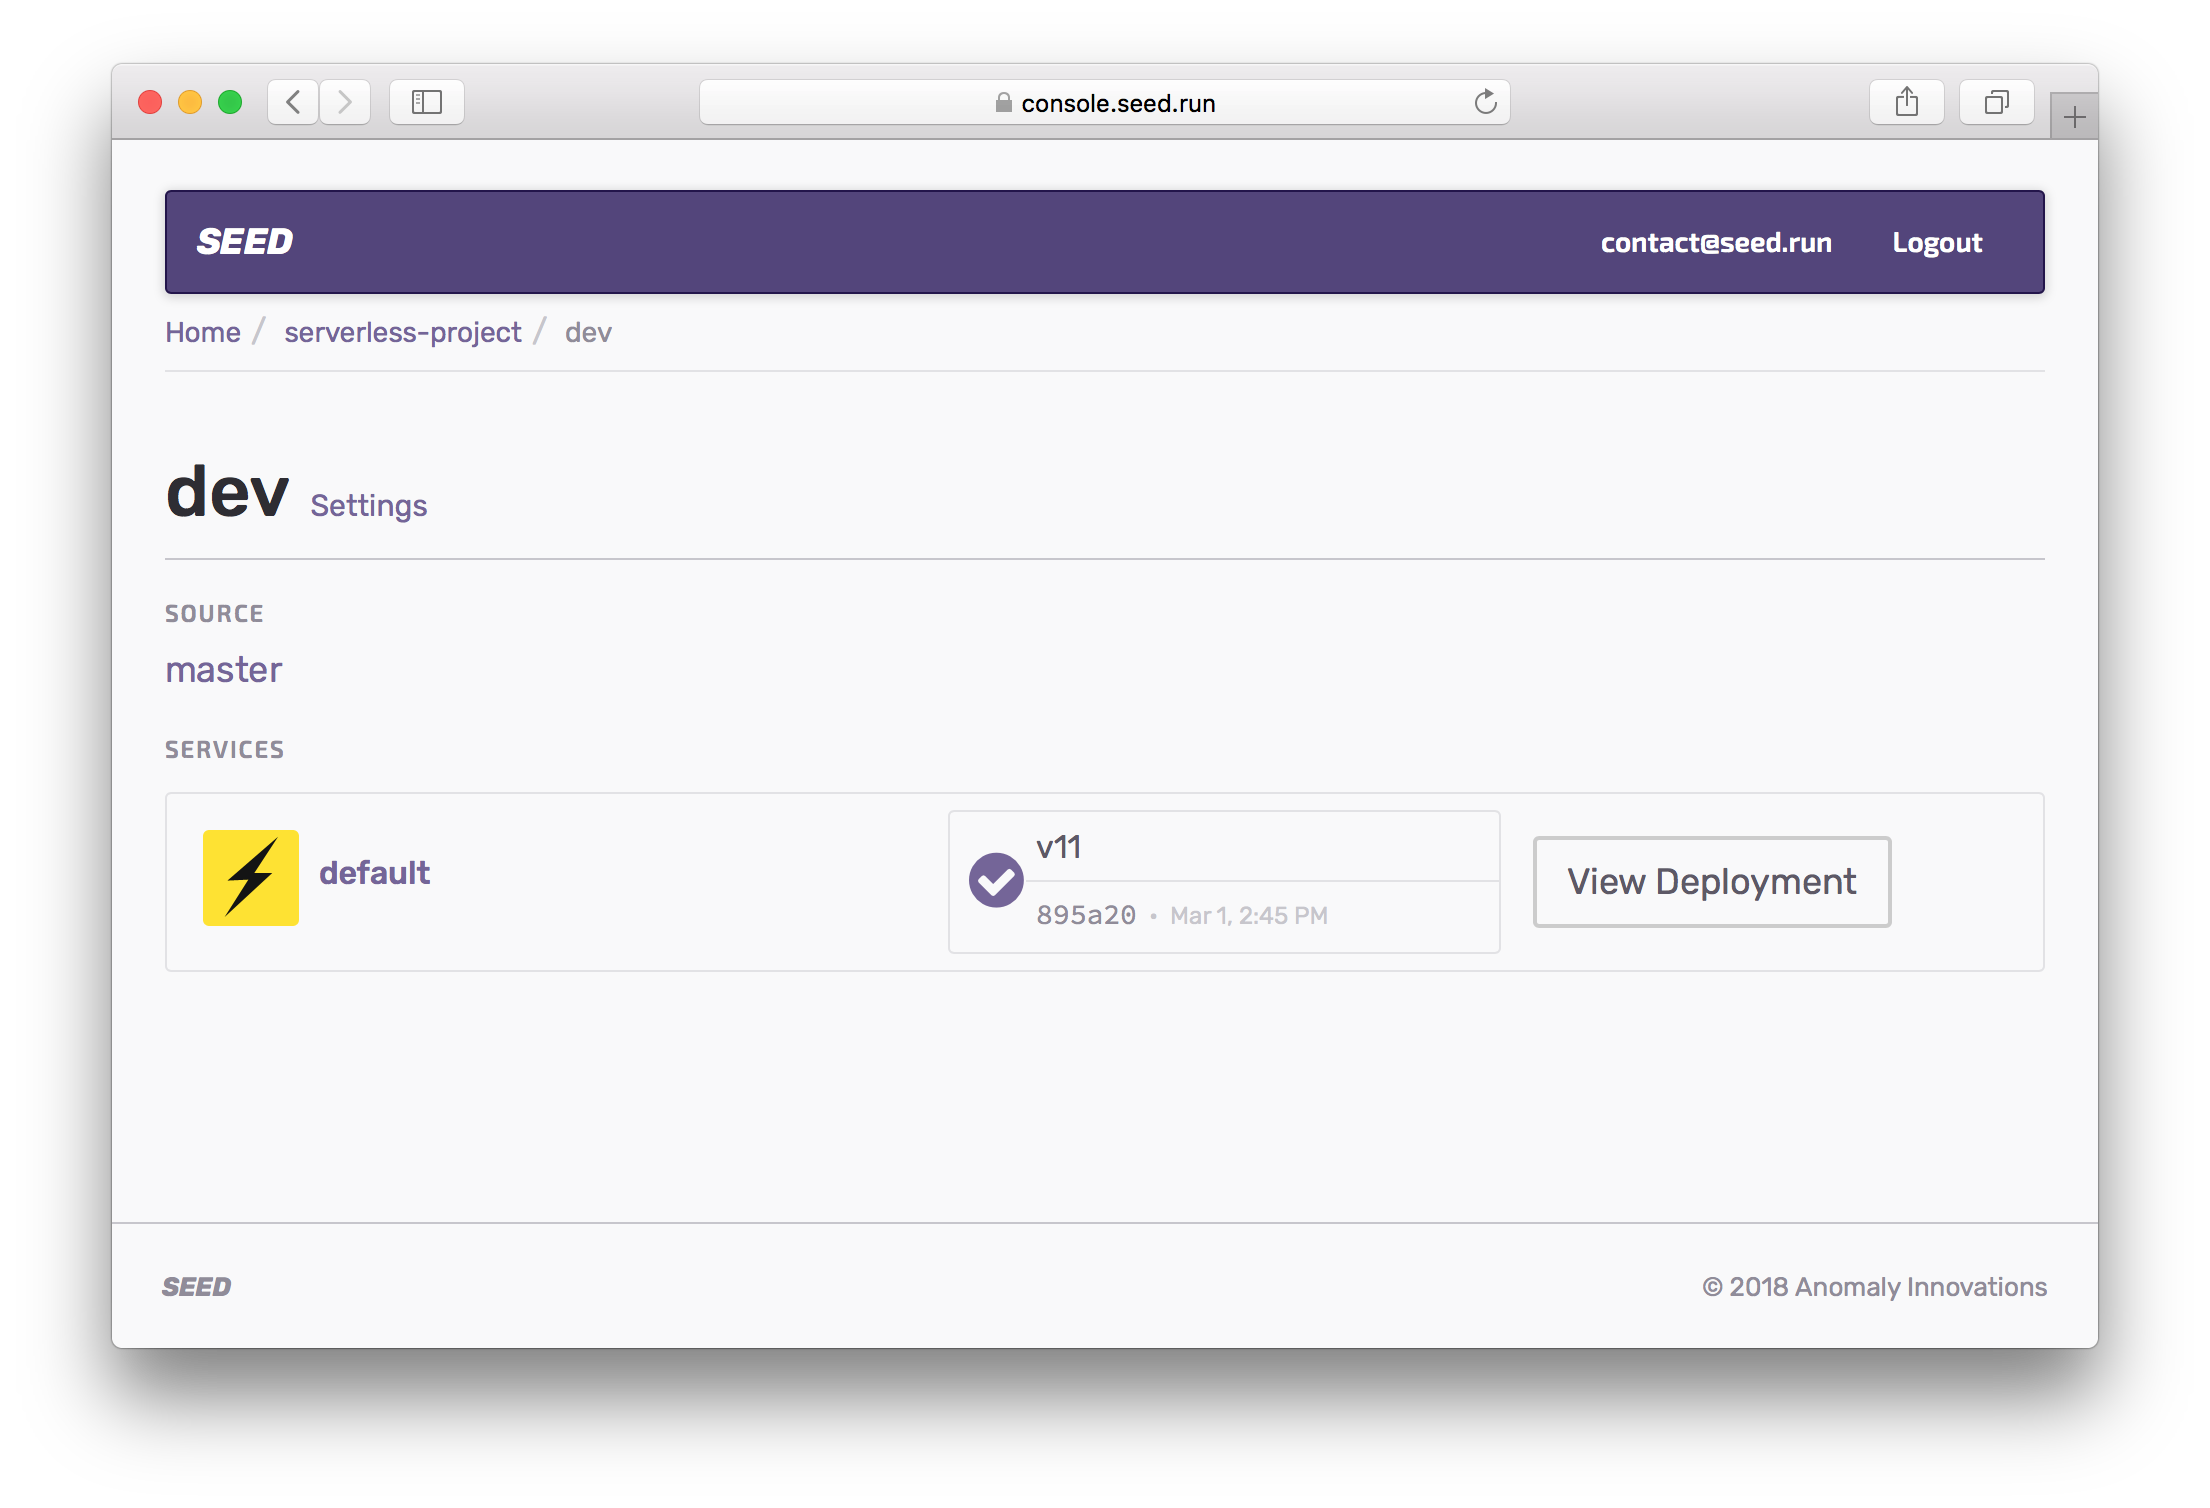 console.seed.run
SEED contact@seed.run Logout
Home / serverless-project / dev
dev Settings
SOURCE
master
SERVICES
default
v11
895a20 • Mar 1, 2:45 PM
View Deployment
SEED © 2018 Anomaly Innovations